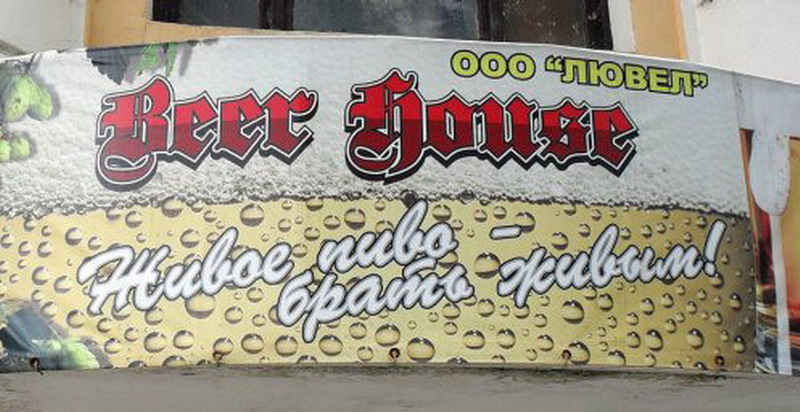 ООО “ЛЮВЕЛ”
Beer House
Живое пиво -
брать живым!